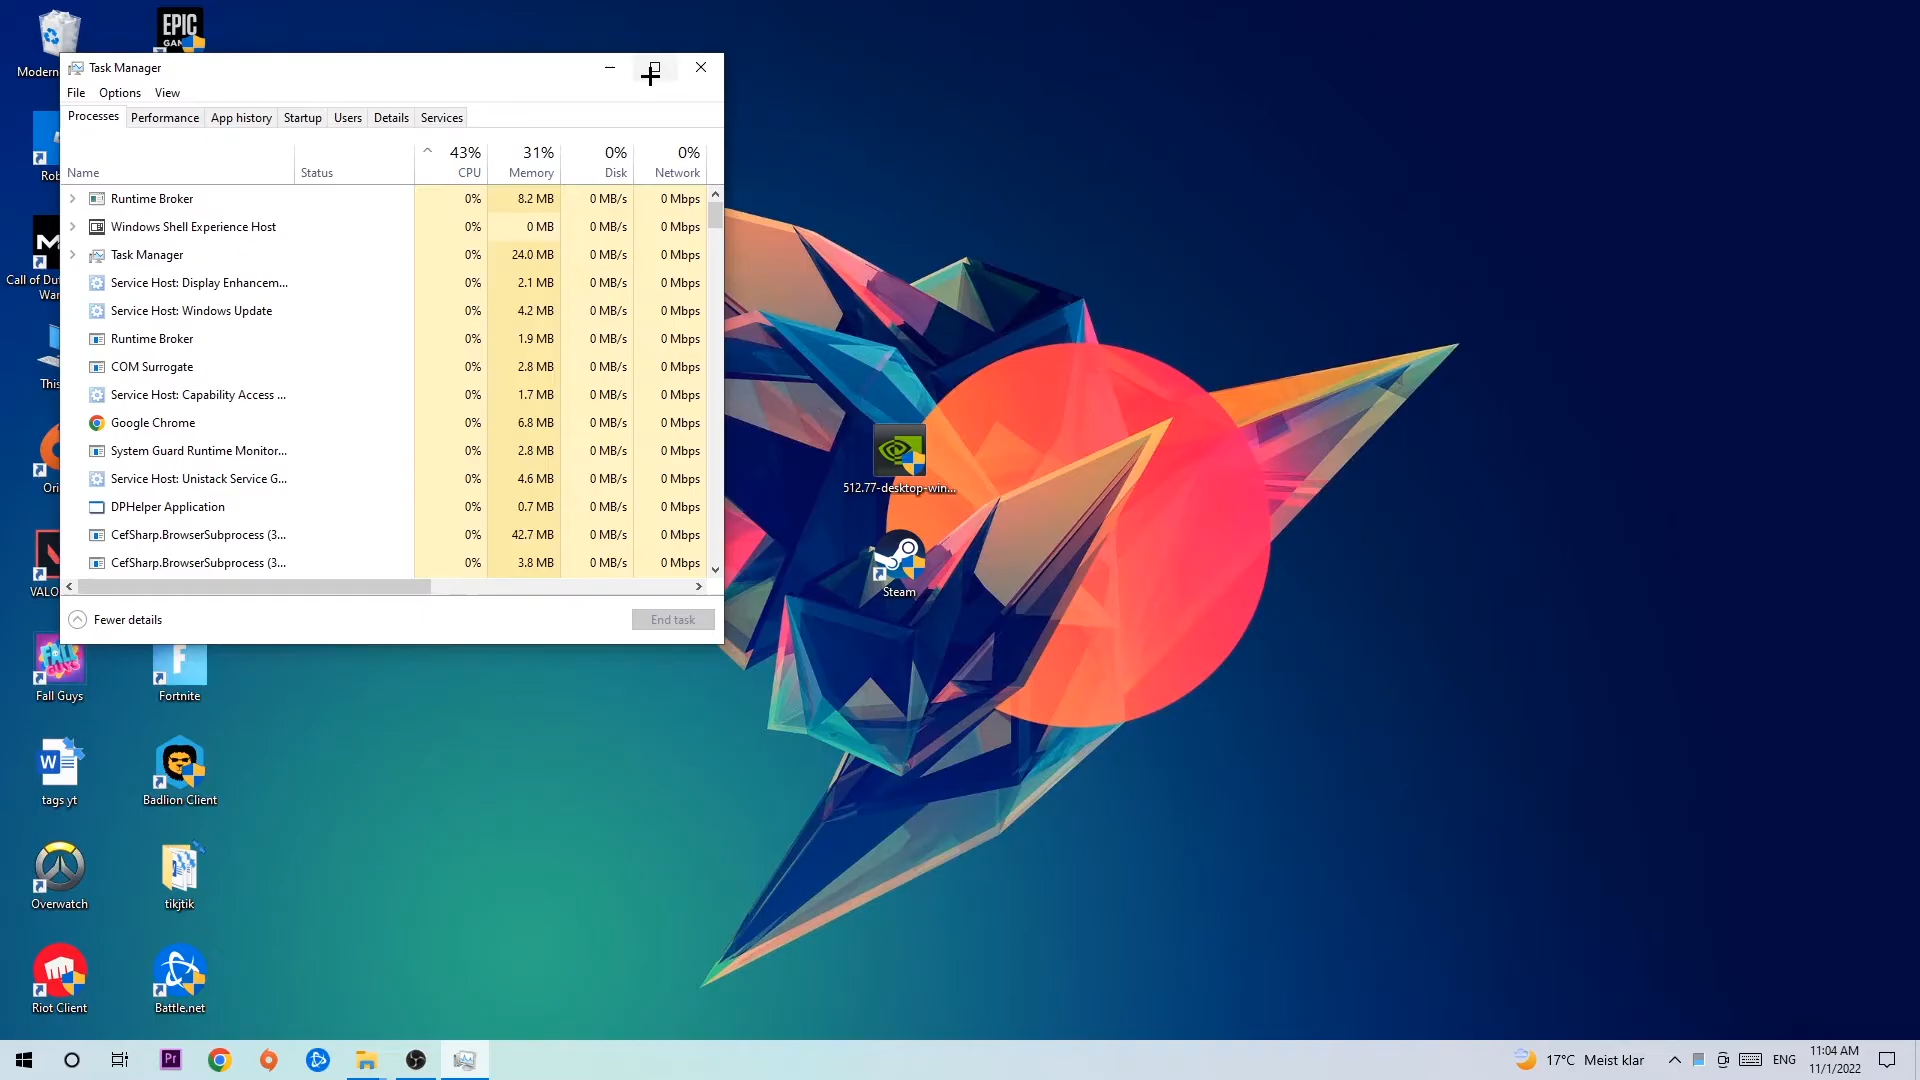 Modern
EPIC
GAM
Task Manager
File Options View
Processes Performance App history Startup Users Details Services
43% 31% 0% 0%
Name Status CPU Memory Disk Network
Runtime Broker 0% 8.2 MB 0 MB/s 0 Mbps
Windows Shell Experience Host 0% 0 MB 0 MB/s 0 Mbps
Task Manager 0% 24.0 MB 0 MB/s 0 Mbps
Service Host: Display Enhancem... 0% 2.1 MB 0 MB/s 0 Mbps
Service Host: Windows Update 0% 4.2 MB 0 MB/s 0 Mbps
Runtime Broker 0% 1.9 MB 0 MB/s 0 Mbps
COM Surrogate 0% 2.8 MB 0 MB/s 0 Mbps
Service Host: Capability Access ... 0% 1.7 MB 0 MB/s 0 Mbps
Google Chrome 0% 6.8 MB 0 MB/s 0 Mbps
System Guard Runtime Monitor... 0% 2.8 MB 0 MB/s 0 Mbps
Service Host: Unistack Service G... 0% 4.6 MB 0 MB/s 0 Mbps
DPHelper Application 0% 0.7 MB 0 MB/s 0 Mbps
CefSharp.BrowserSubprocess (3... 0% 42.7 MB 0 MB/s 0 Mbps
CefSharp.BrowserSubprocess (3... 0% 3.8 MB 0 MB/s 0 Mbps
Fewer details End task
Rob
Call of Du
War
This
Ori
VALO
512.77-desktop-win...
Steam
Fall Guys
Fortnite
tags yt
Badlion Client
Overwatch
tikjtik
Riot Client
Battle.net
Pr
17°C Meist klar ENG
11:04 AM
11/1/2022